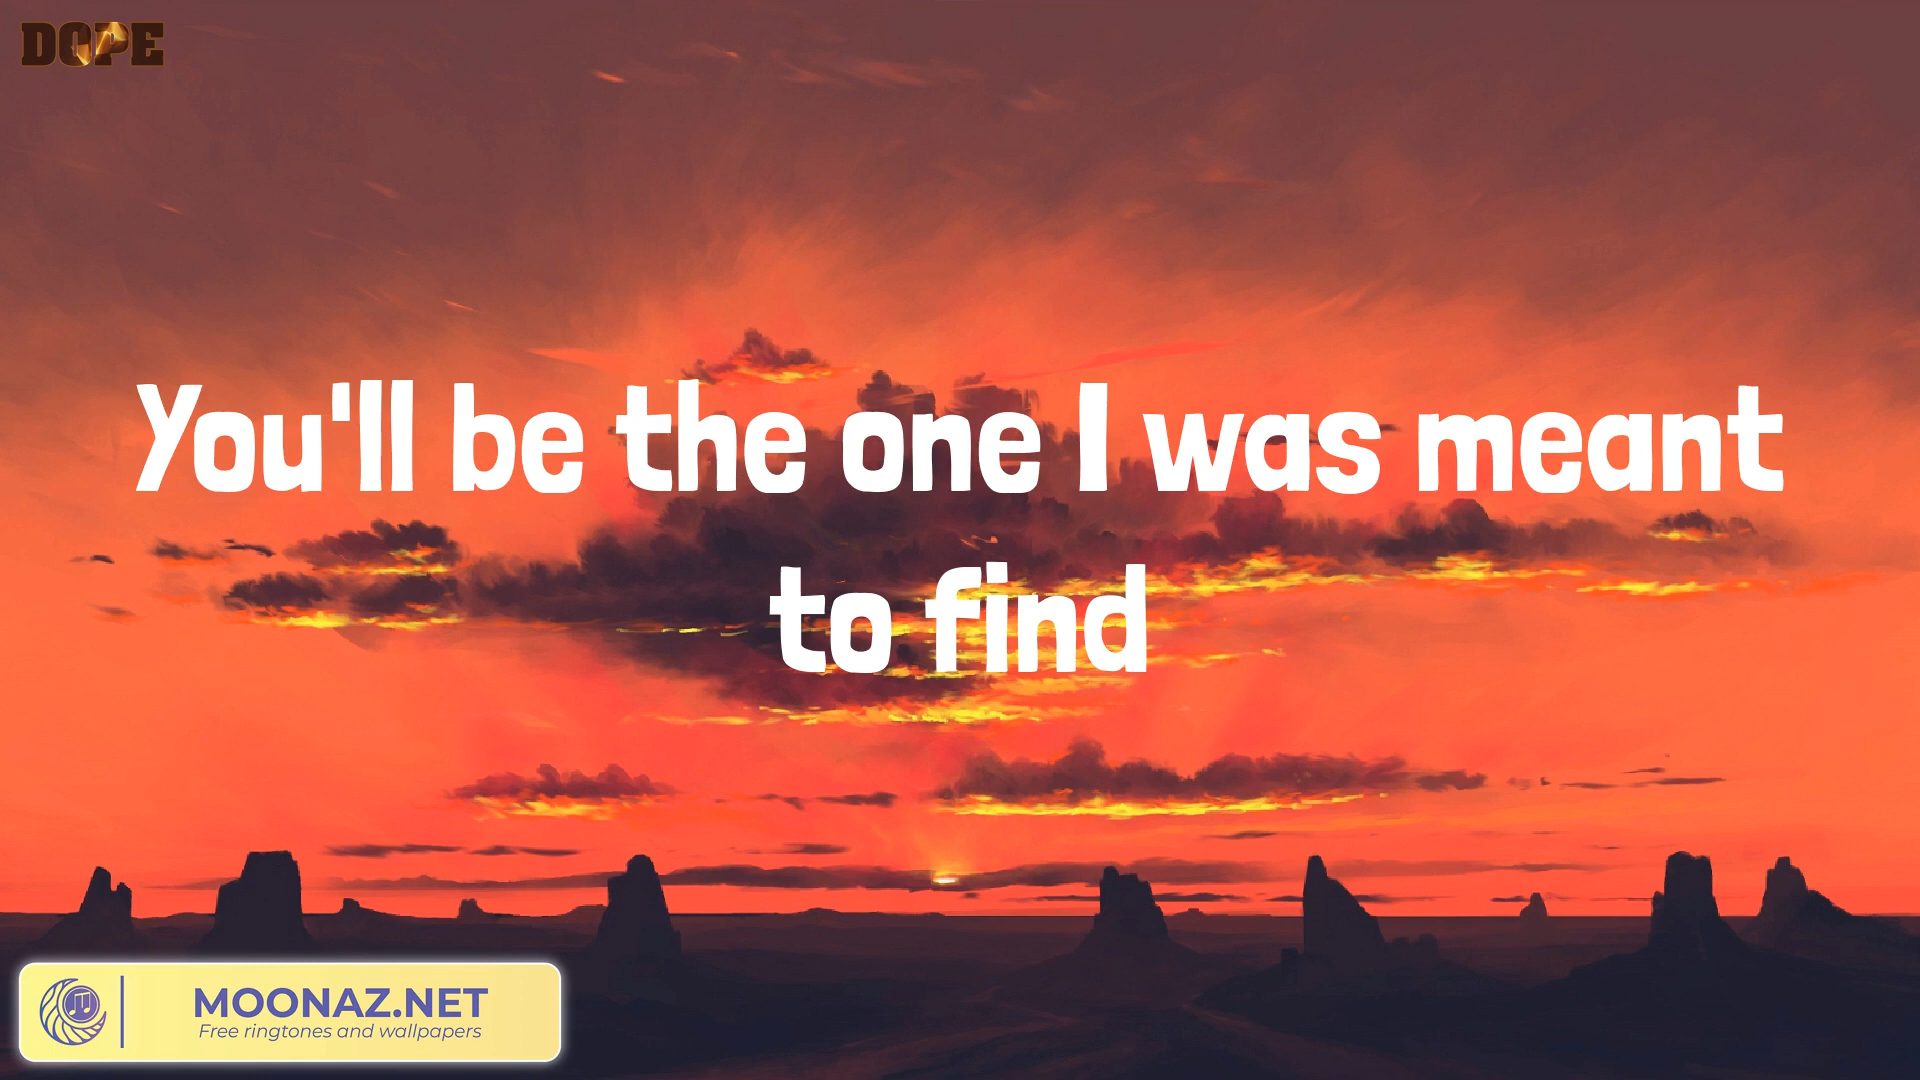 DOPE
You'll be the one I was meant
to find
MOONAZ.NET
Free ringtones and wallpapers